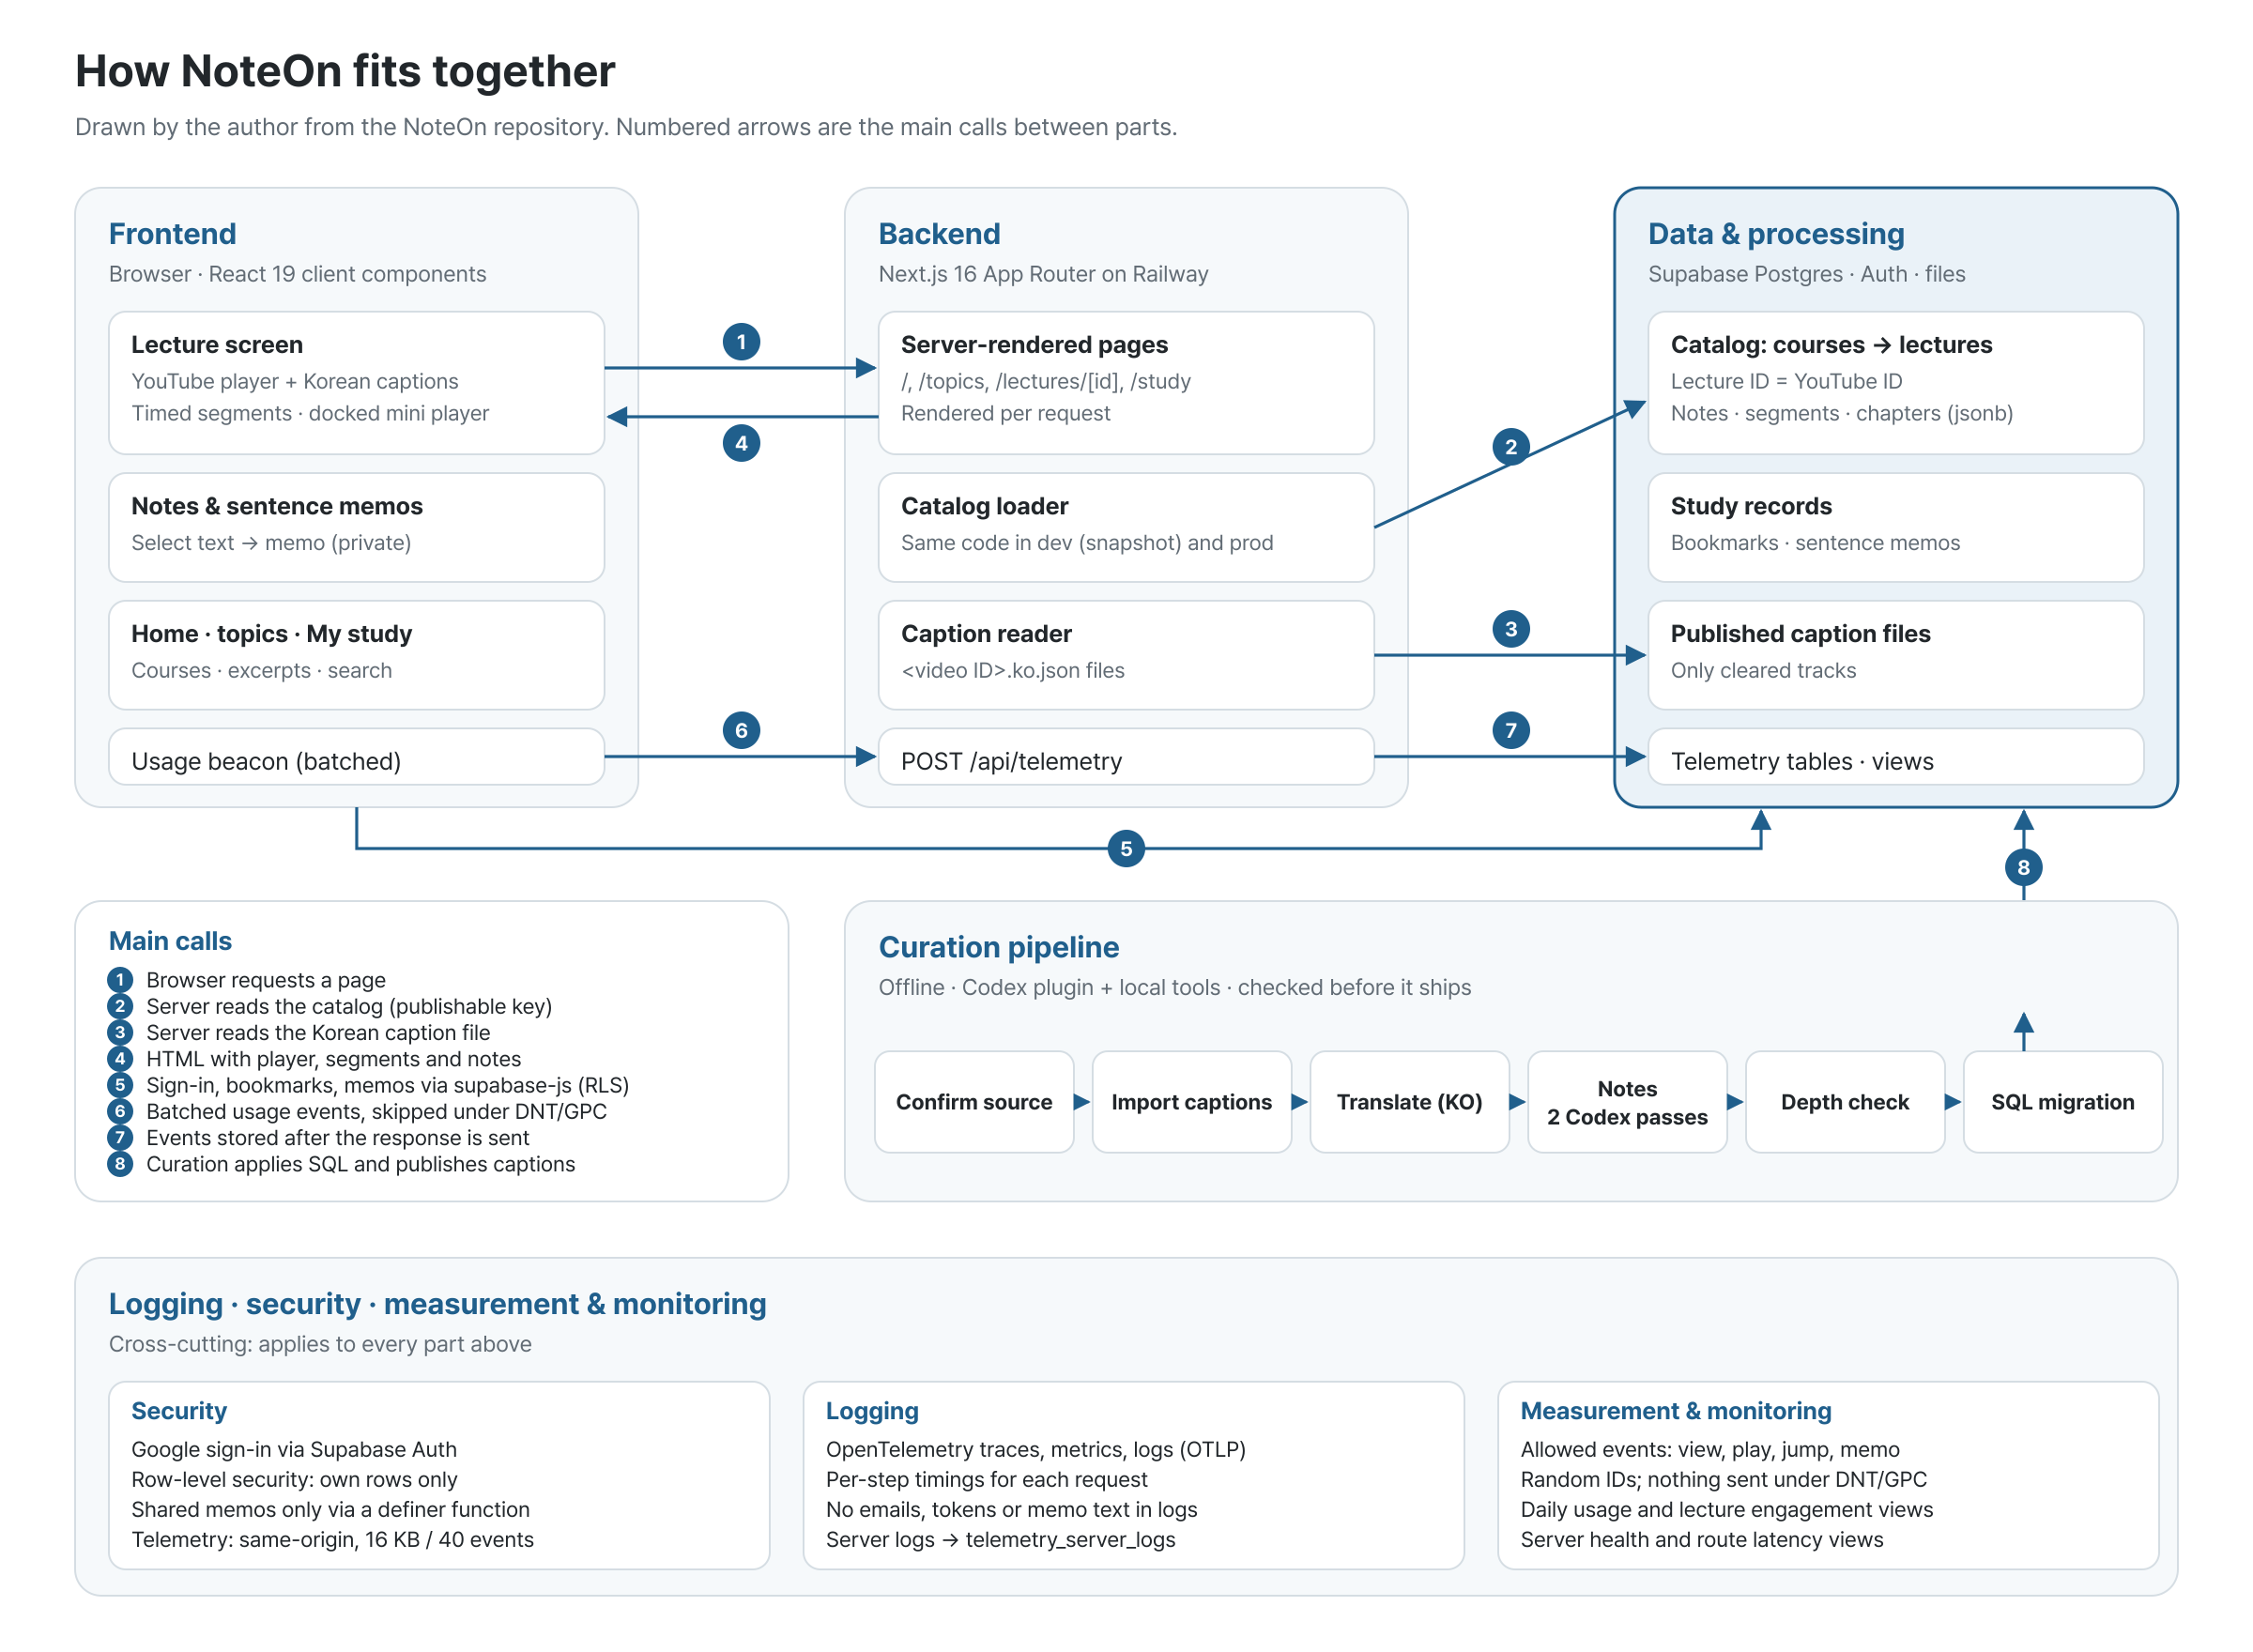 How NoteOn fits together
Drawn by the author from the NoteOn repository. Numbered arrows are the main calls between parts.
Frontend
Browser · React 19 client components
Lecture screen
YouTube player + Korean captions
Timed segments · docked mini player
Notes & sentence memos
Select text → memo (private)
Home · topics · My study
Courses · excerpts · search
Usage beacon (batched)
1
4
6
Backend
Next.js 16 App Router on Railway
Server-rendered pages
/, /topics, /lectures/[id], /study
Rendered per request
Catalog loader
Same code in dev (snapshot) and prod
Caption reader
<video ID>.ko.json files
POST /api/telemetry
2
3
7
Data & processing
Supabase Postgres · Auth · files
Catalog: courses → lectures
Lecture ID = YouTube ID
Notes · segments · chapters (jsonb)
Study records
Bookmarks · sentence memos
Published caption files
Only cleared tracks
Telemetry tables · views
5
8
Main calls
1 Browser requests a page
2 Server reads the catalog (publishable key)
3 Server reads the Korean caption file
4 HTML with player, segments and notes
5 Sign-in, bookmarks, memos via supabase-js (RLS)
6 Batched usage events, skipped under DNT/GPC
7 Events stored after the response is sent
8 Curation applies SQL and publishes captions
Curation pipeline
Offline · Codex plugin + local tools · checked before it ships
Confirm source
Import captions
Translate (KO)
Notes
2 Codex passes
Depth check
SQL migration
Logging · security · measurement & monitoring
Cross-cutting: applies to every part above
Security
Google sign-in via Supabase Auth
Row-level security: own rows only
Shared memos only via a definer function
Telemetry: same-origin, 16 KB / 40 events
Logging
OpenTelemetry traces, metrics, logs (OTLP)
Per-step timings for each request
No emails, tokens or memo text in logs
Server logs → telemetry_server_logs
Measurement & monitoring
Allowed events: view, play, jump, memo
Random IDs; nothing sent under DNT/GPC
Daily usage and lecture engagement views
Server health and route latency views